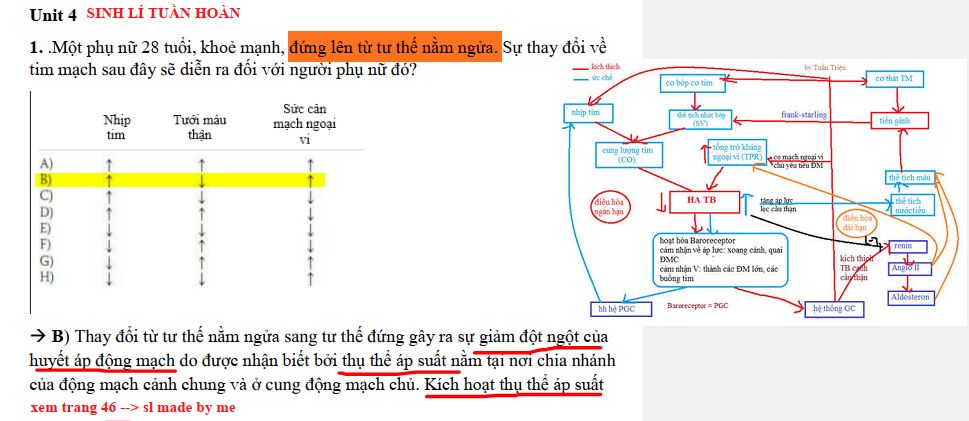 Unit 4 SINH LÍ TUẦN HOÀN
1. .Một phụ nữ 28 tuổi, khoẻ mạnh, đứng lên từ tư thế nằm ngửa. Sự thay đổi về
tim mạch sau đây sẽ diễn ra đối với người phụ nữ đó?
Nhịp
tim
Tưới máu
thận
Sức cản
mạch ngoại
vi
A) ↑ ↑ ↑
B) ↑ ↓ ↑
C) ↑ ↓ ↓
D) ↑ ↑ ↓
E) ↓ ↓ ↓
F) ↓ ↑ ↓
G) ↓ ↑ ↑
H) ↓ ↓ ↑
→ B) Thay đổi từ tư thế nằm ngửa sang tư thế đứng gây ra sự giảm đột ngột của
huyết áp động mạch do được nhận biết bởi thụ thể áp suất nằm tại nơi chia nhánh
của động mạch cảnh chung và ở cung động mạch chủ. Kích hoạt thụ thể áp suất
xem trang 46 --> sl made by me
kích thích
ức chế
by Tuấn Triệu
co bóp cơ tim
co thắt TM
nhịp tim
thể tích nhát bóp
(SV)
frank-starling
tiền gánh
cung lượng tim
(CO)
tổng trở kháng
ngoại vi (TPR)
co mạch ngoại vi
chủ yếu tiểu ĐM
thể tích máu
điều hòa
ngắn hạn
HA TB
tăng áp lực
lọc cầu thận
thể tích
nước tiểu
điều hòa
dài hạn
hoạt hóa Baroreceptor
cảm nhận về áp lực: xoang cảnh, quai
ĐMC
cảm nhận V: thành các ĐM lớn, các
buồng tim
renin
kích thích
TB cạnh
cầu thận
Angio II
Aldosteron
hh hệ PGC
Baroreceptor = PGC
hệ thống GC